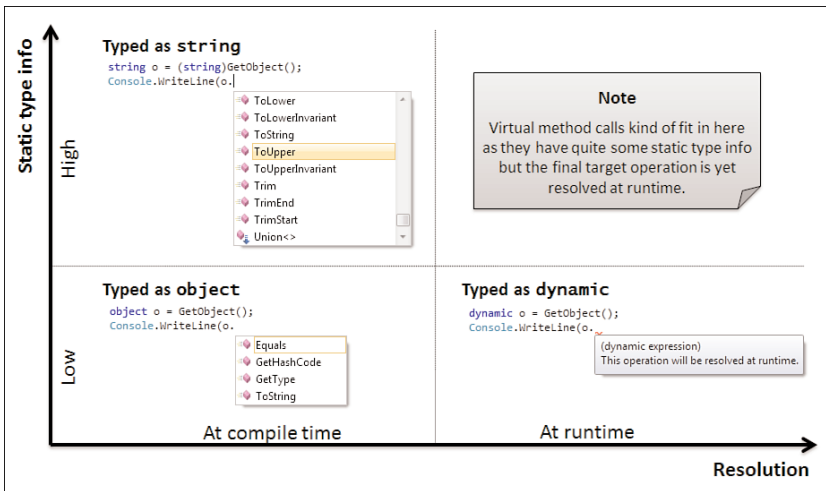 Static type info
High
Low
Typed as string
string o = (string)GetObject();
Console.WriteLine(o.
ToLower
ToLowerInvariant
ToString
ToUpper
ToUpperInvariant
Trim
TrimEnd
TrimStart
Union<>
Note
Virtual method calls kind of fit in here
as they have quite some static type info
but the final target operation is yet
resolved at runtime.
Typed as object
object o = GetObject();
Console.WriteLine(o.
Equals
GetHashCode
GetType
ToString
Typed as dynamic
dynamic o = GetObject();
Console.WriteLine(o.
(dynamic expression)
This operation will be resolved at runtime.
At compile time
At runtime
Resolution